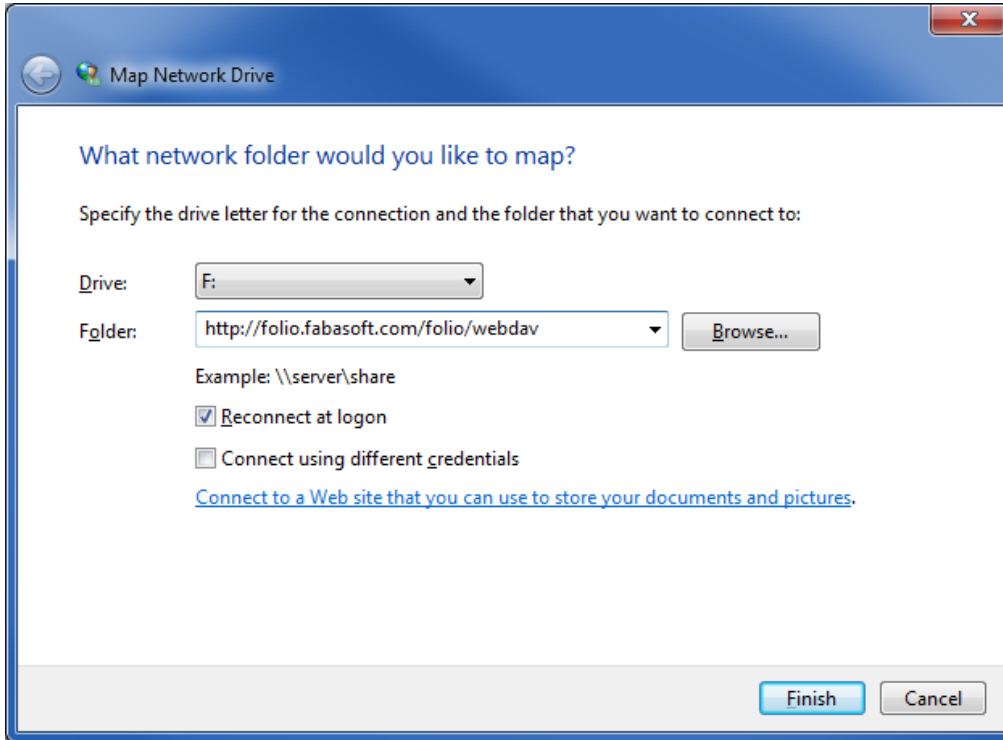 Map Network Drive
What network folder would you like to map?
Specify the drive letter for the connection and the folder that you want to connect to:
Drive: F:
Folder: http://folio.fabasoft.com/folio/webdav Browse...
Example: \\server\share
Reconnect at logon
Connect using different credentials
Connect to a Web site that you can use to store your documents and pictures.
Finish Cancel